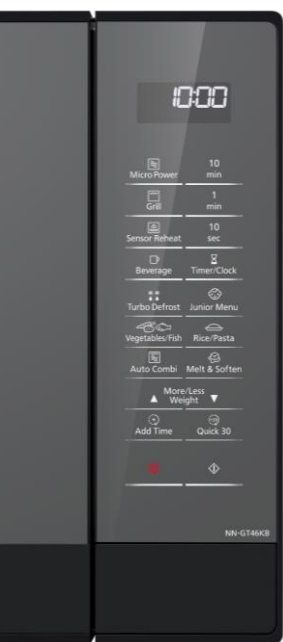 10:00
Micro Power
10
min
Grill
1
min
Sensor Reheat
10
sec
Beverage
Timer/Clock
Turbo Defrost
Junior Menu
Vegetables/Fish
Rice/Pasta
Auto Combi
Melt & Soften
More/Less
Weight
Add Time
Quick 30
NN-GT46KB